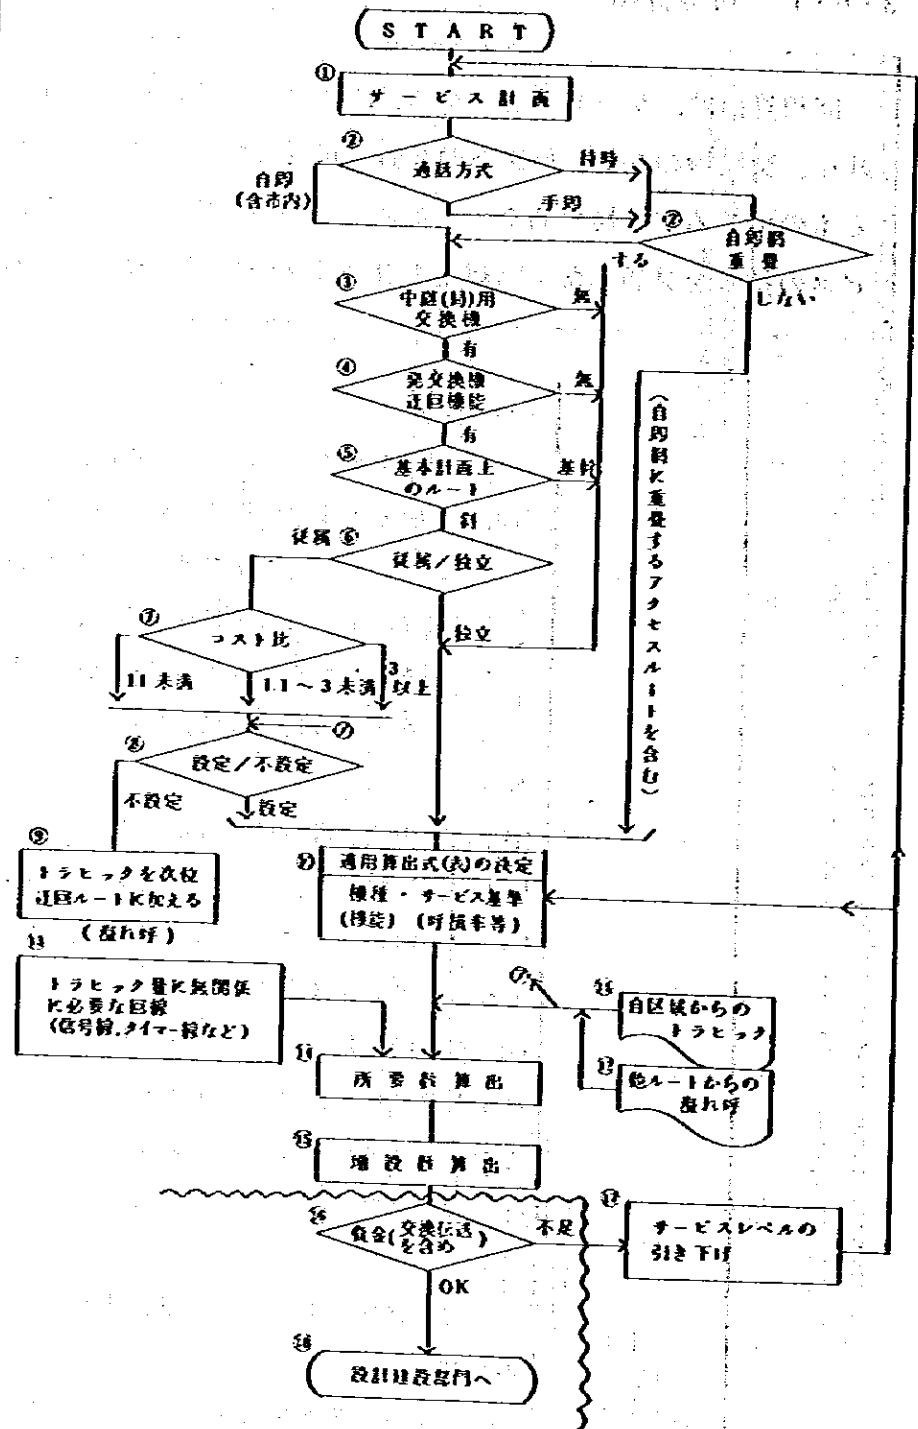 START
①
サービス計画
②
通話方式
待時
自即
(含市内)
手即
自即網
重畳
する
しない
③
中継(局)用
交換機
無
有
④
発交換機
迂回機能
無
有
⑤
基本計画上
のルート
基幹
斜
従属 ⑥
従属/独立
独立
(自即網に重畳するアクセスルートを含む)
⑦
コスト比
1.1未満
1.1~3未満
3
以上
⑧
設定/不設定
不設定
設定
⑨
トラヒックを次位
迂回ルートに加える
(溢れ呼)
適用算出式(表)の決定
機種・サービス基準
(機能) (呼損率等)
トラヒック量に無関係
に必要な回線
(信号線、タイマー線など)
自区域からの
トラヒック
他ルートからの
溢れ呼
⑭
所要数算出
⑮
増設数算出
⑯
資金(交換伝送
を含め)
不足
OK
⑰
サービスレベルの
引き下げ
⑱
設計建設部門へ